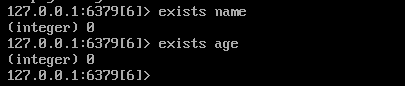 127.0.0.1:6379[6]> exists name
(integer) 0
127.0.0.1:6379[6]> exists age
(integer) 0
127.0.0.1:6379[6]>